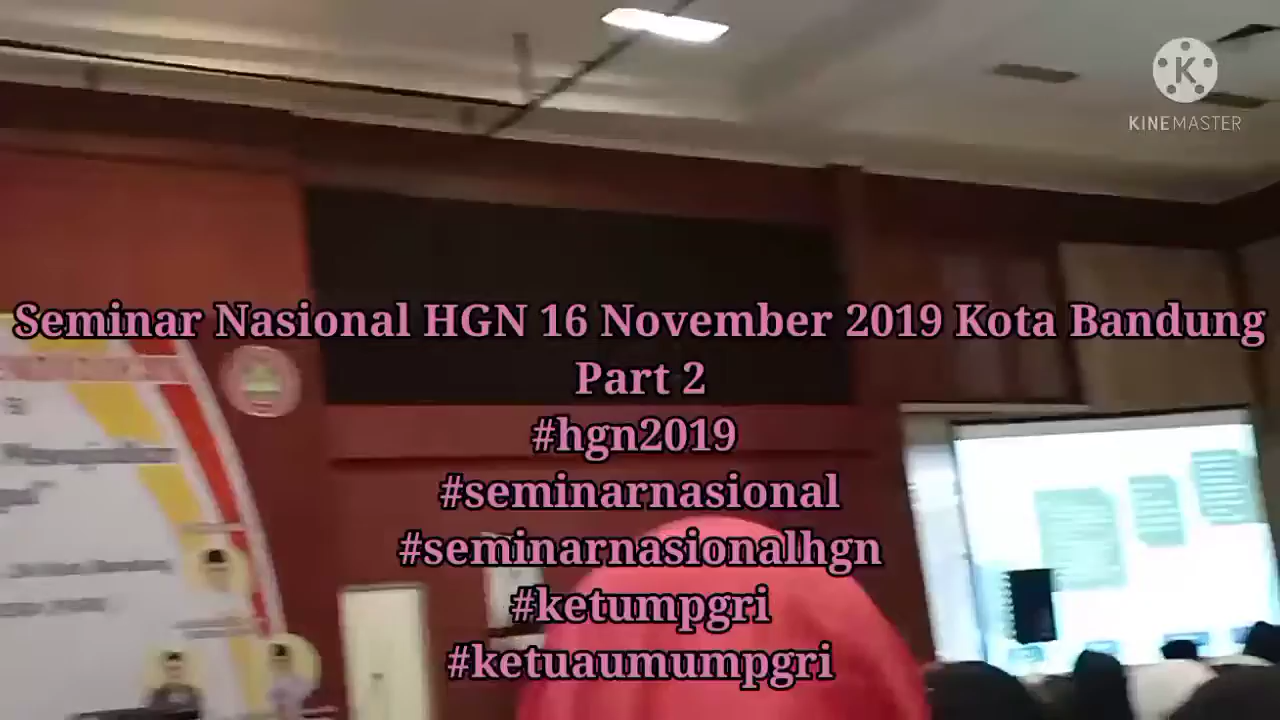 KINEMASTER
Seminar Nasional HGN 16 November 2019 Kota Bandung
Part 2
#hgn2019
#seminarnasional
#seminarnasionalhgn
#ketumpgri
#ketuaumumpgri